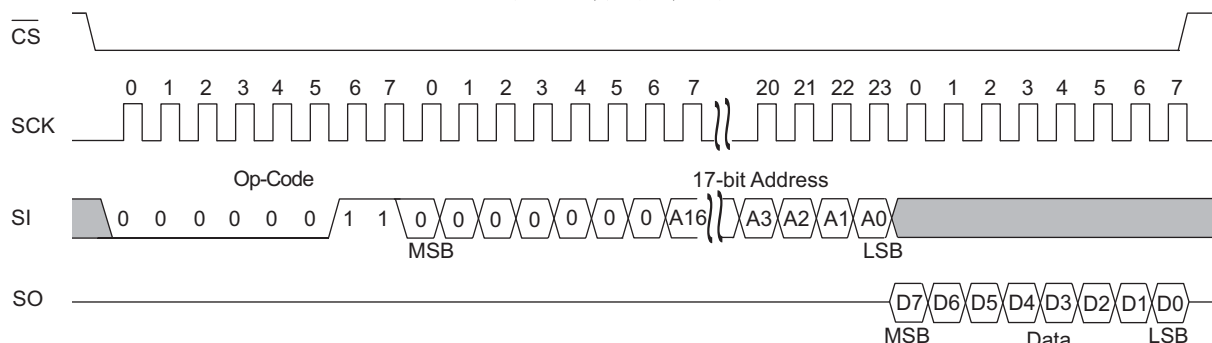 CS
0 1 2 3 4 5 6 7 0 1 2 3 4 5 6 7 20 21 22 23 0 1 2 3 4 5 6 7
SCK
Op-Code 17-bit Address
SI 0 0 0 0 0 0 1 1 0 0 0 0 0 0 0 A16 A3 A2 A1 A0
MSB LSB
SO D7 D6 D5 D4 D3 D2 D1 D0
MSB Data LSB